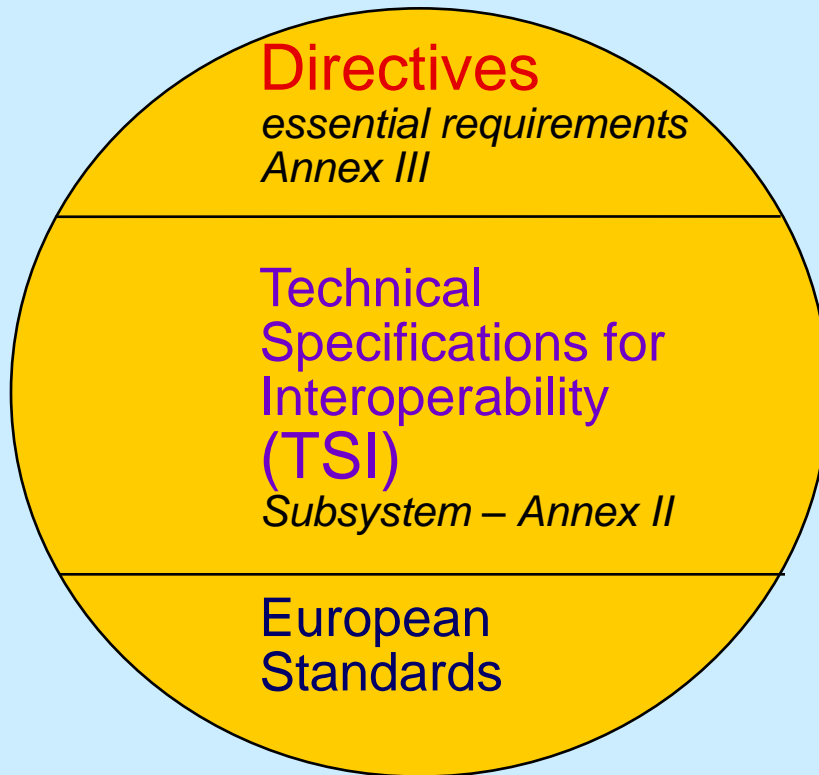 Directives
essential requirements
Annex III
Technical
Specifications for
Interoperability
(TSI)
Subsystem – Annex II
European
Standards